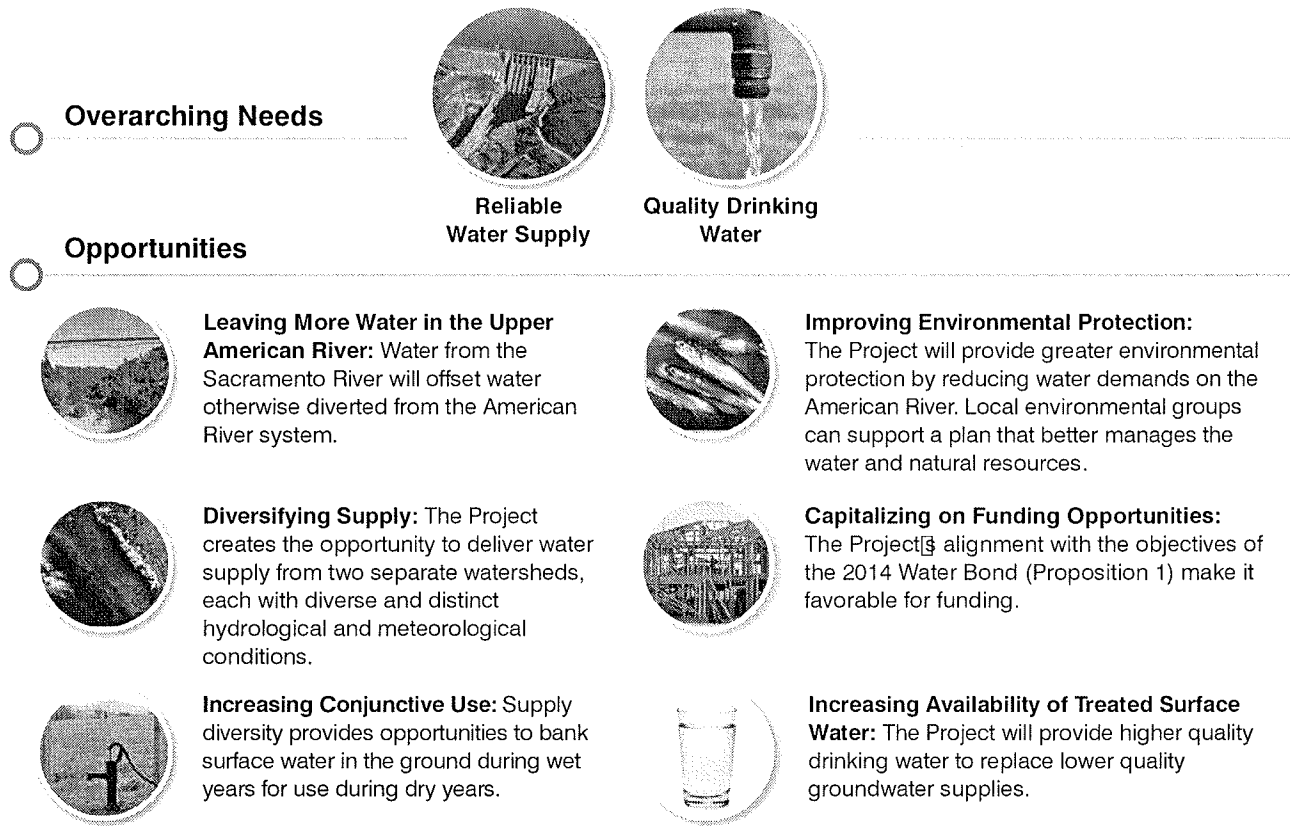 Overarching Needs
Reliable
Water Supply
Quality Drinking
Water
Opportunities
Leaving More Water in the Upper
American River: Water from the
Sacramento River will offset water
otherwise diverted from the American
River system.
Improving Environmental Protection:
The Project will provide greater environmental
protection by reducing water demands on the
American River. Local environmental groups
can support a plan that better manages the
water and natural resources.
Diversifying Supply: The Project
creates the opportunity to deliver water
supply from two separate watersheds,
each with diverse and distinct
hydrological and meteorological
conditions.
Capitalizing on Funding Opportunities:
The Projects alignment with the objectives of
the 2014 Water Bond (Proposition 1) make it
favorable for funding.
Increasing Conjunctive Use: Supply
diversity provides opportunities to bank
surface water in the ground during wet
years for use during dry years.
Increasing Availability of Treated Surface
Water: The Project will provide higher quality
drinking water to replace lower quality
groundwater supplies.